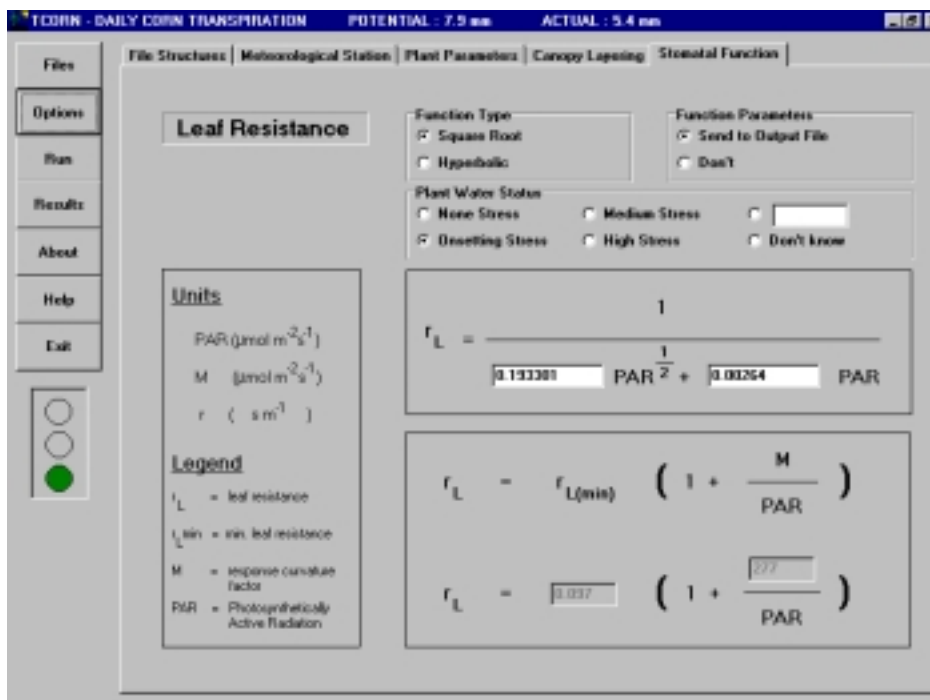 TCORN - DAILY CORN TRANSPIRATION POTENTIAL : 7.9 mm ACTUAL : 5.4 mm
File Structures Meteorological Station Plant Parameters Canopy Layering Stomatal Function
Files
Options
Run
Results
About
Help
Exit
Leaf Resistance
Function Type
Square Root
Hyperbolic
Function Parameters
Send to Output File
Don't
Plant Water Status
None Stress Medium Stress
Onsetting Stress High Stress Don't know
Units
PAR (µmol m-2s-1)
M (µmol m-2s-1)
r ( s m-1 )
Legend
rL = leaf resistance
rLmin = min. leaf resistance
M = response curvature
factor
PAR = Photosynthetically
Active Radiation
1
rL =
0.193301 PAR 1/2 + 0.00264 PAR
rL = rL(min) ( 1 + M / PAR )
rL = 0.097 ( 1 + 277 / PAR )